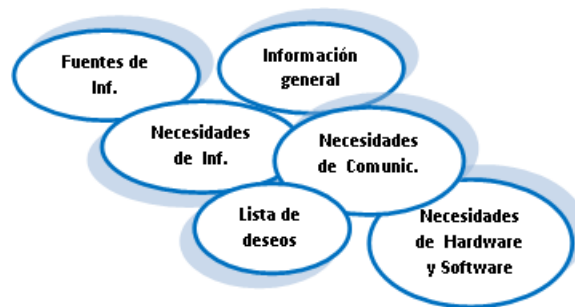 Fuentes de
Inf.
Información
general
Necesidades
de Inf.
Necesidades
de Comunic.
Lista de
deseos
Necesidades
de Hardware
y Software